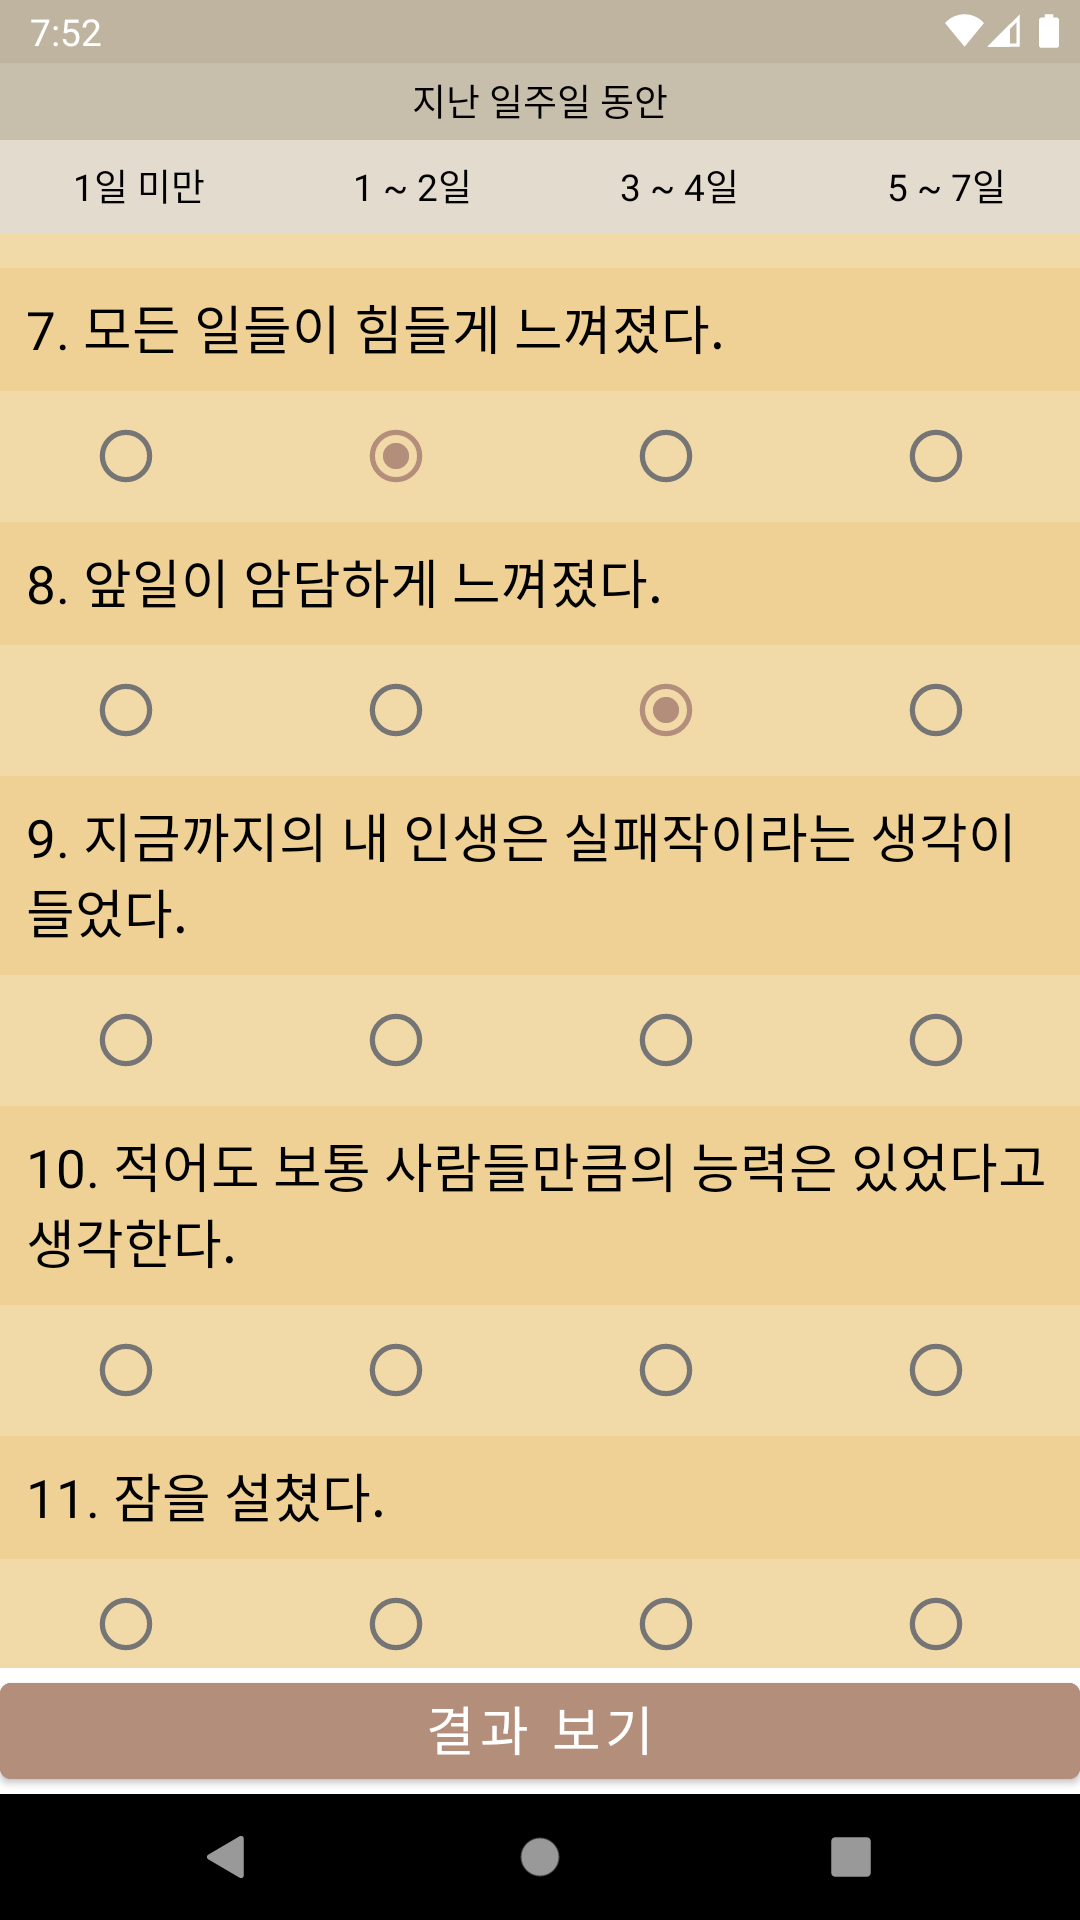 7:52
지난 일주일 동안
1일 미만
1 ~ 2일
3 ~ 4일
5 ~ 7일
7. 모든 일들이 힘들게 느껴졌다.
8. 앞일이 암담하게 느껴졌다.
9. 지금까지의 내 인생은 실패작이라는 생각이
들었다.
10. 적어도 보통 사람들만큼의 능력은 있었다고
생각한다.
11. 잠을 설쳤다.
결과 보기